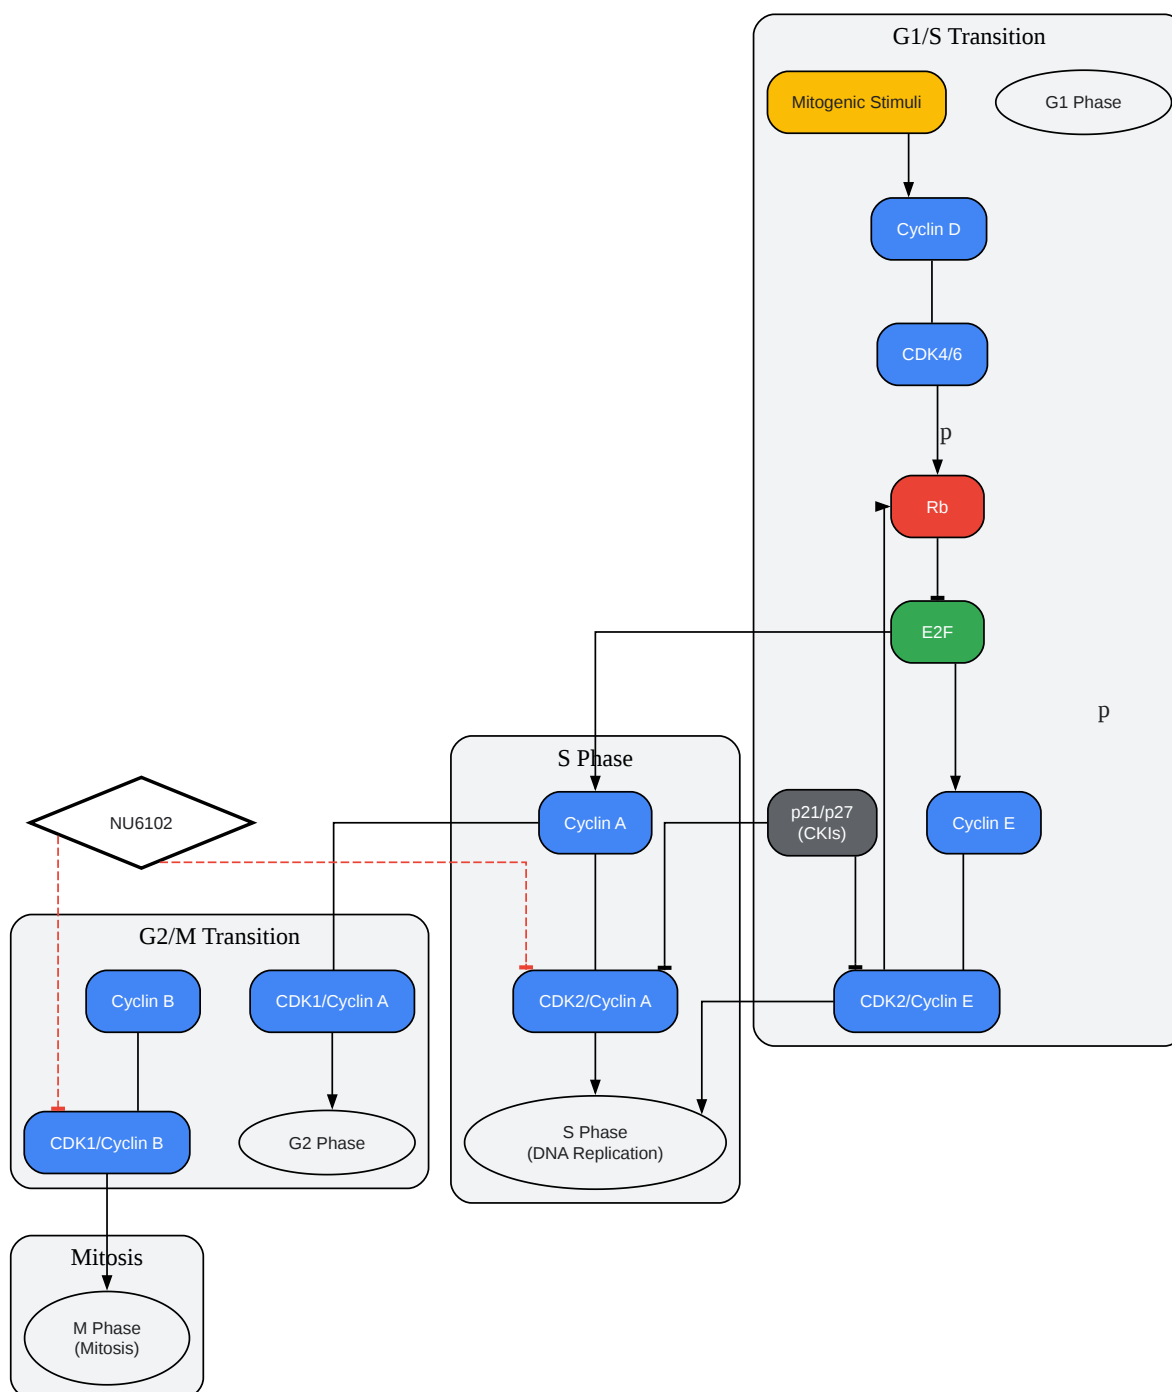 G1/S Transition
Mitogenic Stimuli
G1 Phase
Cyclin D
CDK4/6
p
Rb
E2F
p
S Phase
Cyclin A
p21/p27
(CKIs)
Cyclin E
NU6102
G2/M Transition
Cyclin B
CDK1/Cyclin A
CDK2/Cyclin A
CDK2/Cyclin E
CDK1/Cyclin B
G2 Phase
S Phase
(DNA Replication)
Mitosis
M Phase
(Mitosis)